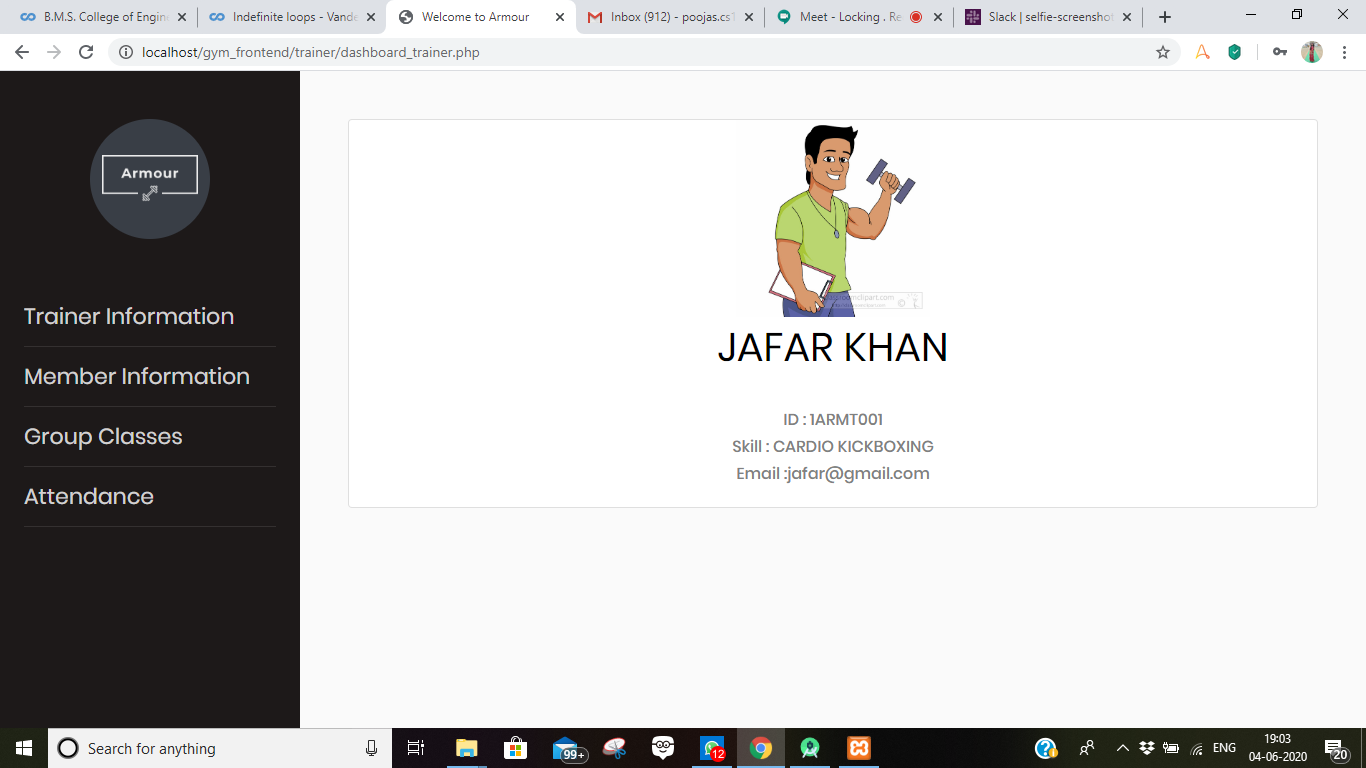 B.M.S. College of Engin
Indefinite loops - Vande
Welcome to Armour
Inbox (912) - poojas.cs1
Meet - Locking . Re
Slack | selfie-screenshot
localhost/gym_frontend/trainer/dashboard_trainer.php
Armour
Trainer Information
Member Information
Group Classes
Attendance
JAFAR KHAN
ID : 1ARMT001
Skill : CARDIO KICKBOXING
Email :jafar@gmail.com
Search for anything
99+
12
ENG
19:03
04-06-2020
20